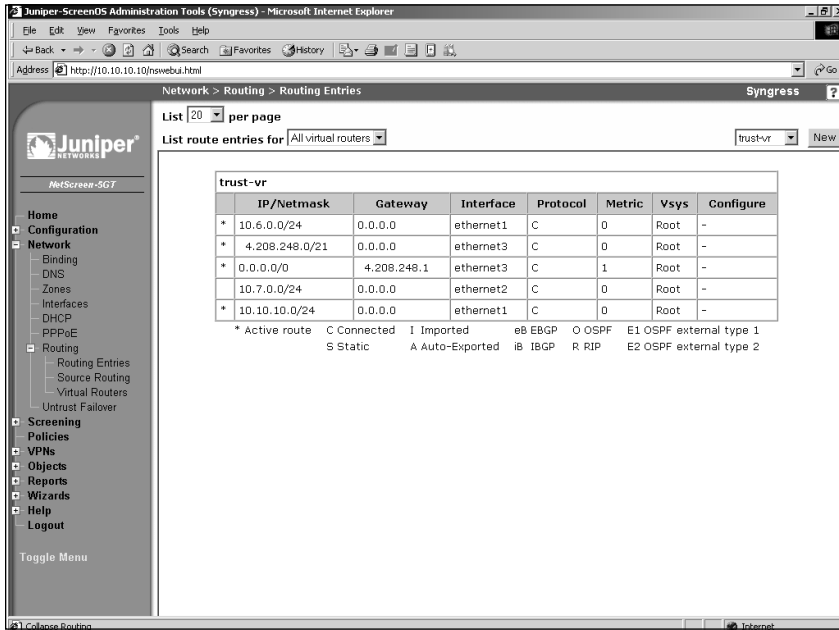 Juniper-ScreenOS Administration Tools (Syngress) - Microsoft Internet Explorer
File Edit View Favorites Tools Help
Back Search Favorites History
Address http://10.10.10.10/nswebui.html Go
Network > Routing > Routing Entries Syngress ?
List 20 per page
List route entries for All virtual routers trust-vr New
Juniper
NETWORKS
NetScreen-5GT
Home
Configuration
Network
Binding
DNS
Zones
Interfaces
DHCP
PPPoE
Routing
Routing Entries
Source Routing
Virtual Routers
Untrust Failover
Screening
Policies
VPNs
Objects
Reports
Wizards
Help
Logout
Toggle Menu
trust-vr
IP/Netmask Gateway Interface Protocol Metric Vsys Configure
* 10.6.0.0/24 0.0.0.0 ethernet1 C 0 Root -
* 4.208.248.0/21 0.0.0.0 ethernet3 C 0 Root -
* 0.0.0.0/0 4.208.248.1 ethernet3 C 1 Root -
10.7.0.0/24 0.0.0.0 ethernet2 C 0 Root -
* 10.10.10.0/24 0.0.0.0 ethernet1 C 0 Root -
* Active route C Connected I Imported eB EBGP O OSPF E1 OSPF external type 1
S Static A Auto-Exported iB IBGP R RIP E2 OSPF external type 2
Collapse Routing Internet